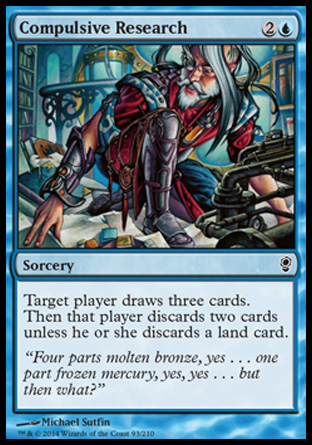 Compulsive Research 2
Sorcery
Target player draws three cards.
Then that player discards two cards
unless he or she discards a land card.
“Four parts molten bronze, yes . . . one
part frozen mercury, yes, yes . . . but
then what?”
Michael Sutfin
™ & © 2014 Wizards of the Coast 93/210